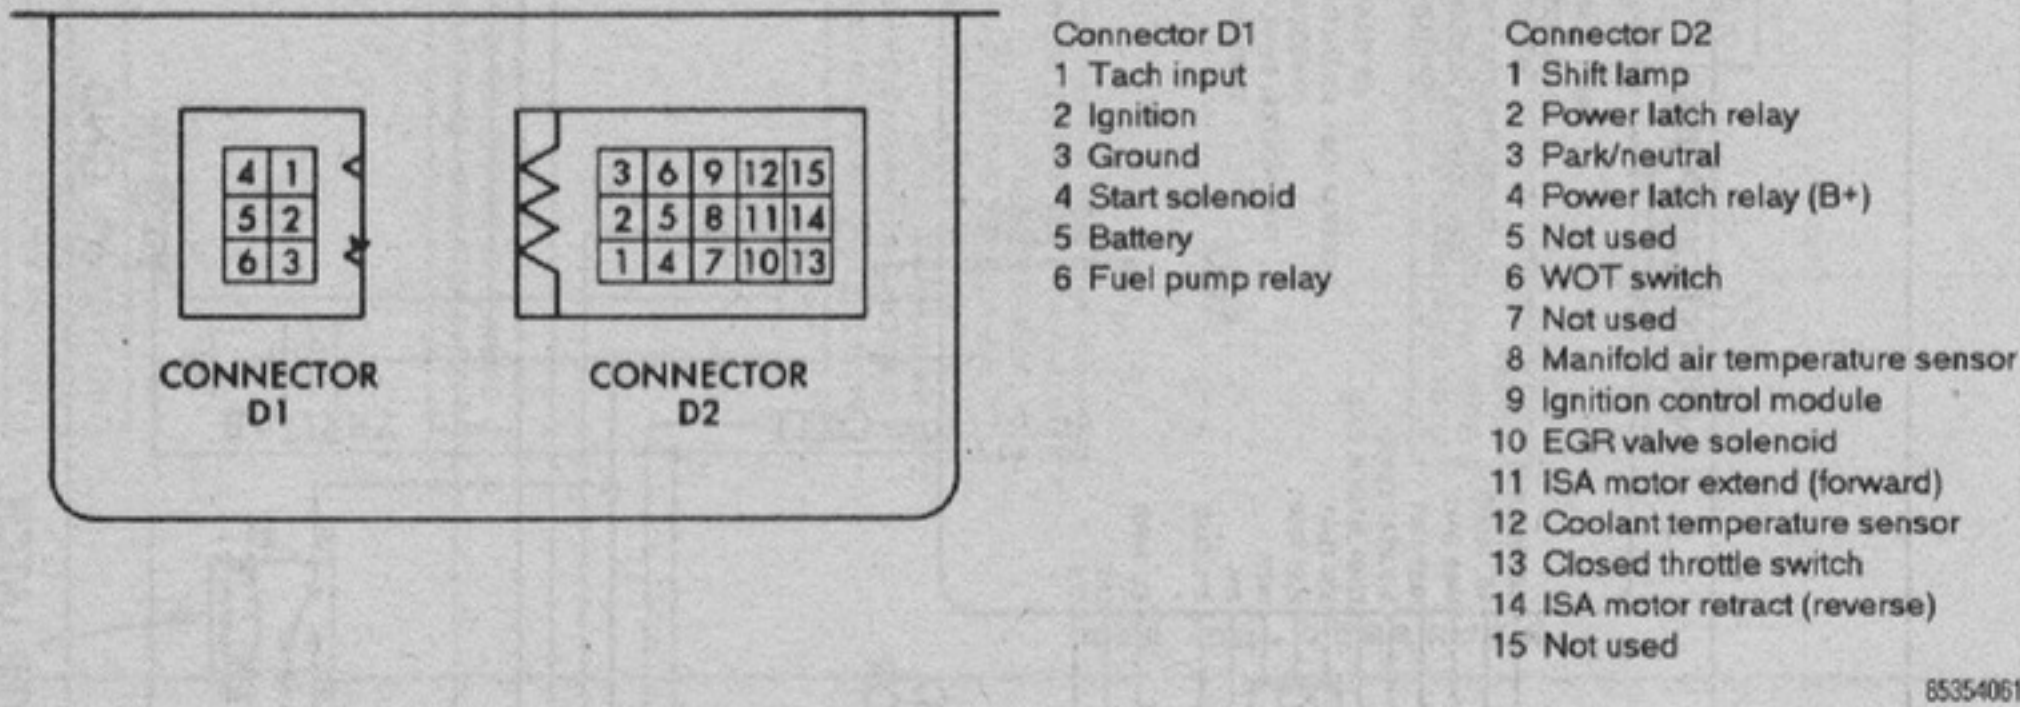 4 1
5 2
6 3
CONNECTOR
D1
3 6 9 12 15
2 5 8 11 14
1 4 7 10 13
CONNECTOR
D2
Connector D1
1 Tach input
2 Ignition
3 Ground
4 Start solenoid
5 Battery
6 Fuel pump relay
Connector D2
1 Shift lamp
2 Power latch relay
3 Park/neutral
4 Power latch relay (B+)
5 Not used
6 WOT switch
7 Not used
8 Manifold air temperature sensor
9 Ignition control module
10 EGR valve solenoid
11 ISA motor extend (forward)
12 Coolant temperature sensor
13 Closed throttle switch
14 ISA motor retract (reverse)
15 Not used
85354061